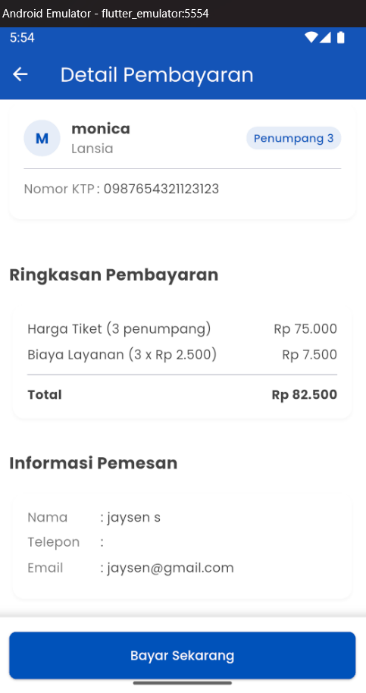 Android Emulator - flutter_emulator:5554
5:54
Detail Pembayaran
M monica Penumpang 3
Lansia
Nomor KTP : 0987654321123123
Ringkasan Pembayaran
Harga Tiket (3 penumpang) Rp 75.000
Biaya Layanan (3 x Rp 2.500) Rp 7.500
Total Rp 82.500
Informasi Pemesan
Nama : jaysen s
Telepon :
Email : jaysen@gmail.com
Bayar Sekarang